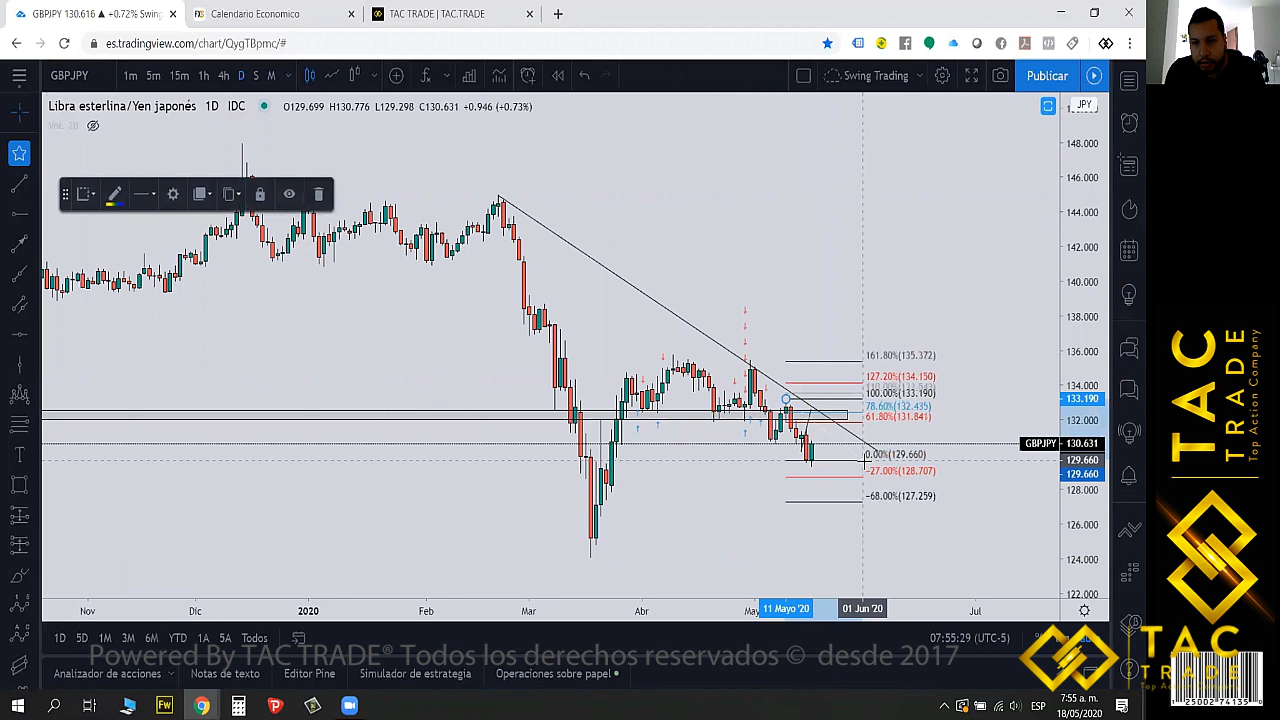 GBPJPY 130.616 ▲ +0.72% Swing
Calendario Economico
TAC TRADE | TAC.TRADE
es.tradingview.com/chart/QygTBpmc/#
GBPJPY 1m 5m 15m 1h 4h D S M
Swing Trading
Publicar
Libra esterlina/Yen japonés 1D IDC O129.699 H130.776 L129.298 C130.631 +0.946 (+0.73%)
JPY
Vol. 20
148.000
146.000
144.000
142.000
140.000
138.000
136.000
134.000
133.190
132.000
GBPJPY 130.631
129.660
129.660
128.000
126.000
124.000
122.000
161.80%(135.372)
127.20%(134.150)
100.00%(133.190)
78.60%(132.435)
61.80%(131.841)
0.00%(129.660)
-27.00%(128.707)
-68.00%(127.259)
Nov Dic 2020 Feb Mar Abr May 11 Mayo '20 01 Jun '20 Jul
1D 5D 1M 3M 6M YTD 1A 5A Todos
07:55:29 (UTC-5)
Powered By TAC TRADE® Todos los derechos reservados © desde 2017
Analizador de acciones Notas de texto Editor Pine Simulador de estrategia Operaciones sobre papel
TAC
TRADE
Top Action Company
TAC
TRADE
Top Action Company
1 25002 74135
ESP
7:55 a. m.
18/05/2020